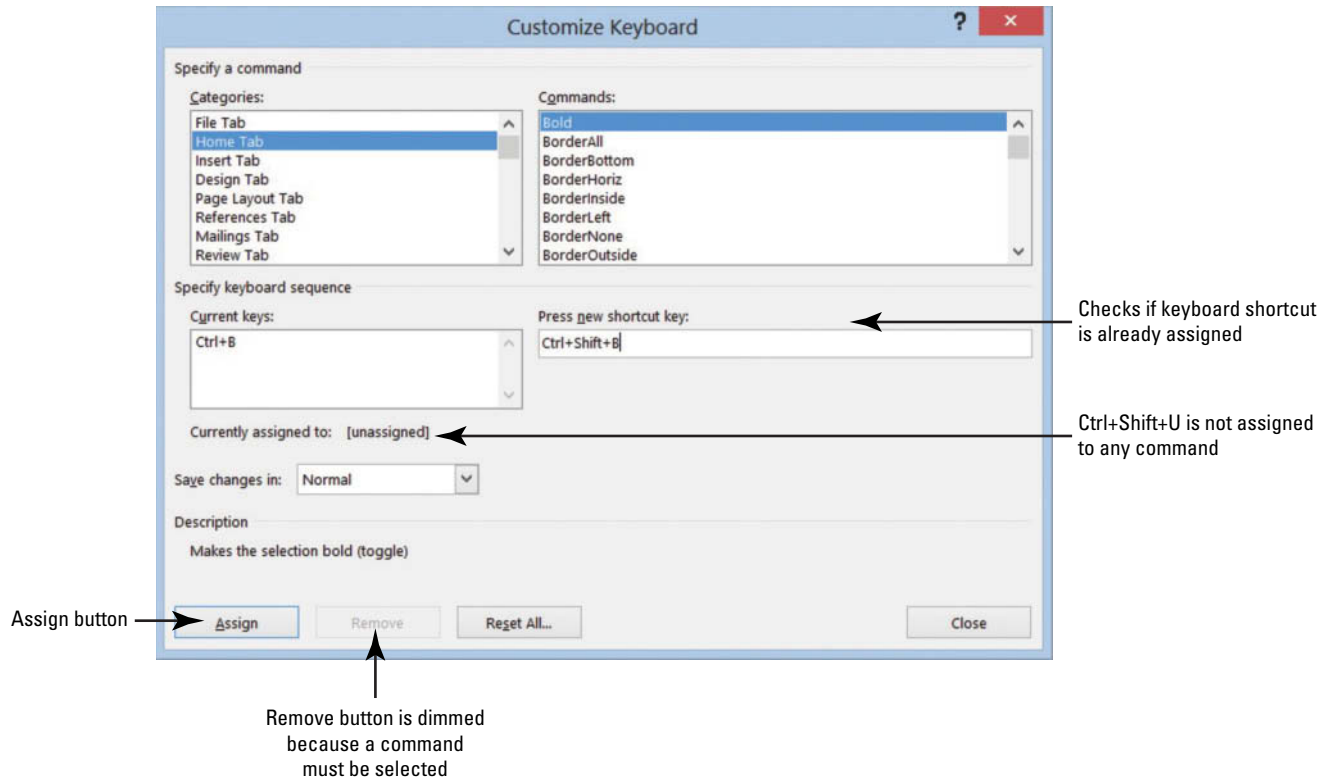 Customize Keyboard
?
×
Specify a command
Categories:
Commands:
File Tab
Home Tab
Insert Tab
Design Tab
Page Layout Tab
References Tab
Mailings Tab
Review Tab
Bold
BorderAll
BorderBottom
BorderHoriz
BorderInside
BorderLeft
BorderNone
BorderOutside
Specify keyboard sequence
Current keys:
Press new shortcut key:
Ctrl+B
Ctrl+Shift+B
Checks if keyboard shortcut
is already assigned
Currently assigned to: [unassigned]
Ctrl+Shift+U is not assigned
to any command
Save changes in: Normal
Description
Makes the selection bold (toggle)
Assign button
Assign
Remove
Reset All...
Close
Remove button is dimmed
because a command
must be selected